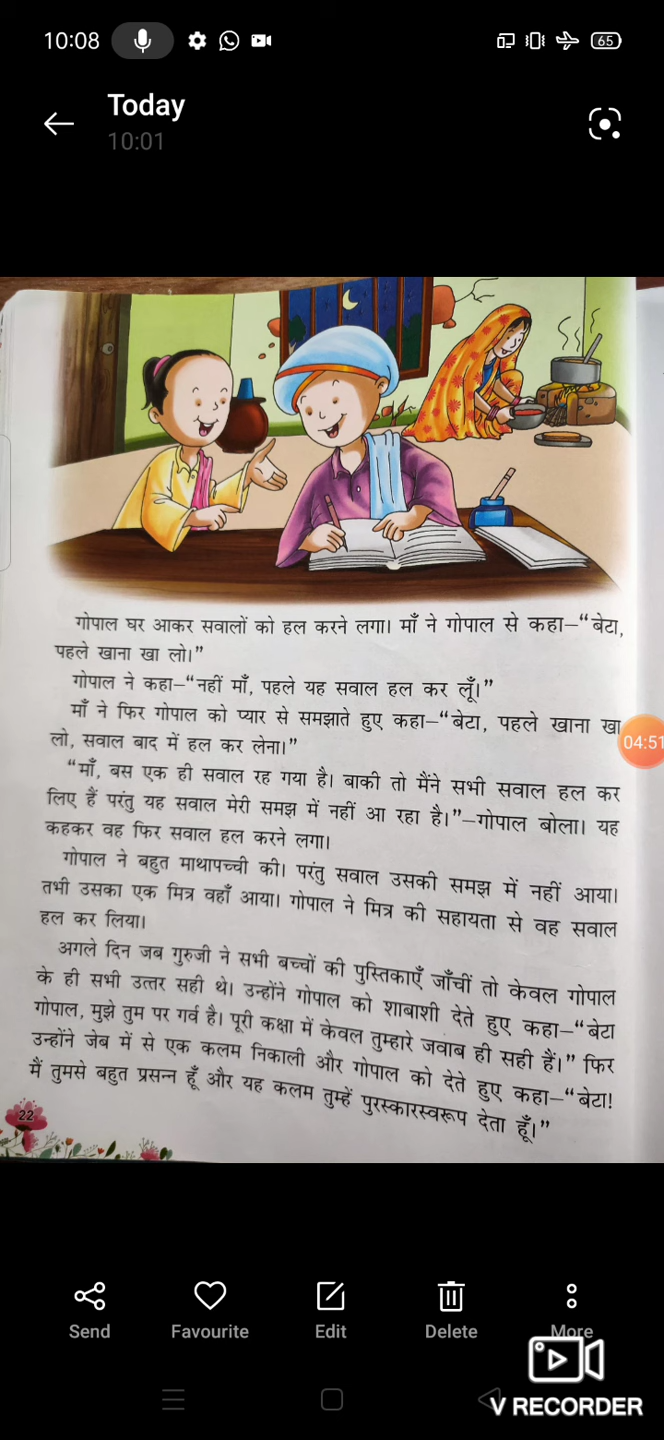 10:08
65
Today
10:01
गोपाल घर आकर सवालों को हल करने लगा। माँ ने गोपाल से कहा–“बेटा,
पहले खाना खा लो।”
गोपाल ने कहा–“नहीं माँ, पहले यह सवाल हल कर लूँ।”
माँ ने फिर गोपाल को प्यार से समझाते हुए कहा–“बेटा, पहले खाना खा
लो, सवाल बाद में हल कर लेना।”
04:51
“माँ, बस एक ही सवाल रह गया है। बाकी तो मैंने सभी सवाल हल कर
लिए हैं परंतु यह सवाल मेरी समझ में नहीं आ रहा है।”–गोपाल बोला। यह
कहकर वह फिर सवाल हल करने लगा।
गोपाल ने बहुत माथापच्ची की। परंतु सवाल उसकी समझ में नहीं आया।
तभी उसका एक मित्र वहाँ आया। गोपाल ने मित्र की सहायता से वह सवाल
हल कर लिया।
अगले दिन जब गुरुजी ने सभी बच्चों की पुस्तिकाएँ जाँचीं तो केवल गोपाल
के ही सभी उत्तर सही थे। उन्होंने गोपाल को शाबाशी देते हुए कहा–“बेटा
गोपाल, मुझे तुम पर गर्व है। पूरी कक्षा में केवल तुम्हारे जवाब ही सही हैं।” फिर
उन्होंने जेब में से एक कलम निकाली और गोपाल को देते हुए कहा–“बेटा!
मैं तुमसे बहुत प्रसन्न हूँ और यह कलम तुम्हें पुरस्कारस्वरूप देता हूँ।”
22
Send
Favourite
Edit
Delete
More
V RECORDER